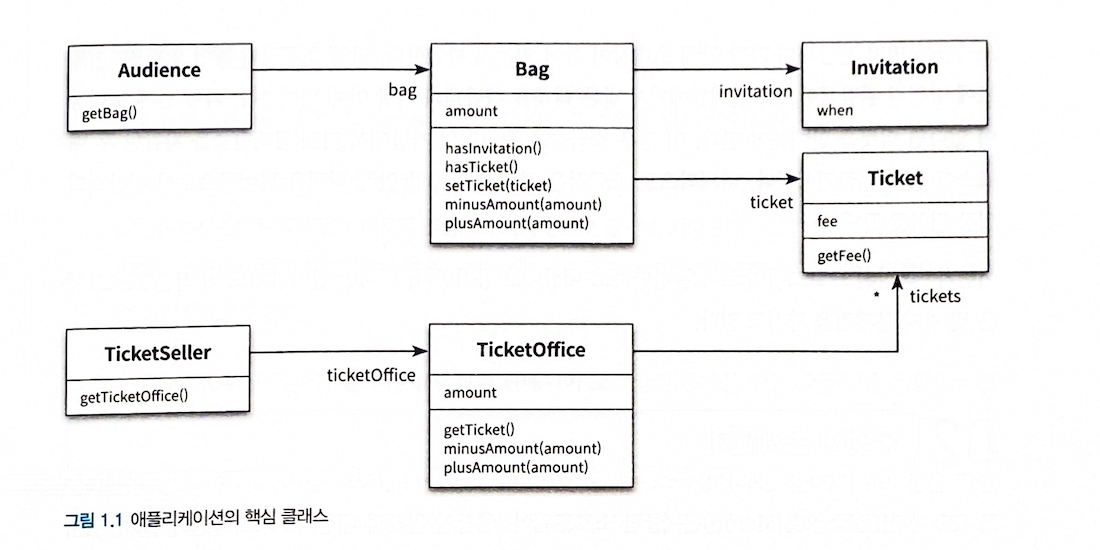 Audience
getBag()
bag
Bag
amount
hasInvitation()
hasTicket()
setTicket(ticket)
minusAmount(amount)
plusAmount(amount)
invitation
Invitation
when
ticket
Ticket
fee
getFee()
* tickets
TicketSeller
getTicketOffice()
ticketOffice
TicketOffice
amount
getTicket()
minusAmount(amount)
plusAmount(amount)
그림 1.1 애플리케이션의 핵심 클래스